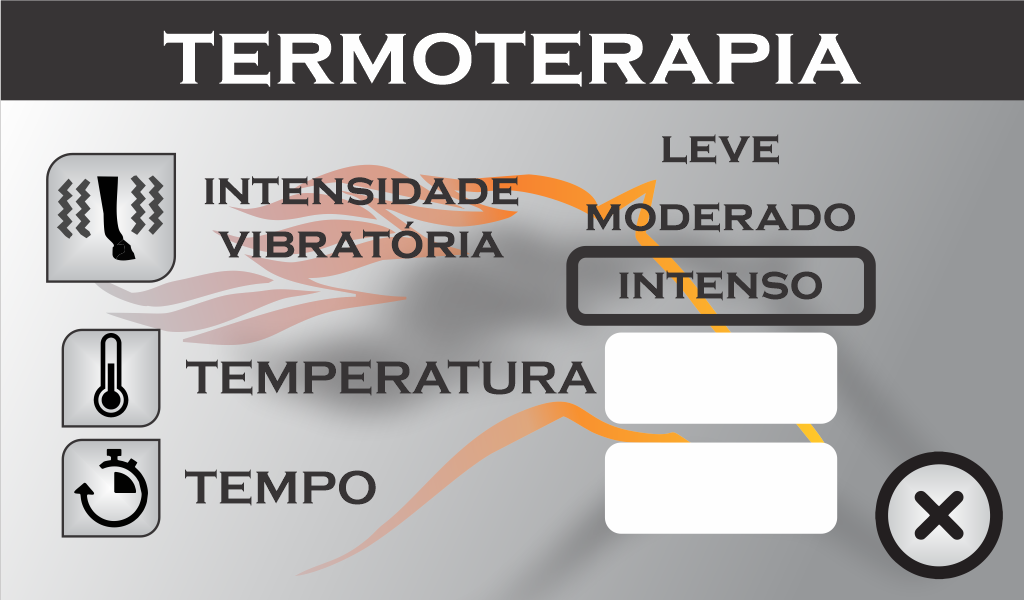 TERMOTERAPIA
INTENSIDADE
VIBRATÓRIA
LEVE
MODERADO
INTENSO
TEMPERATURA
TEMPO